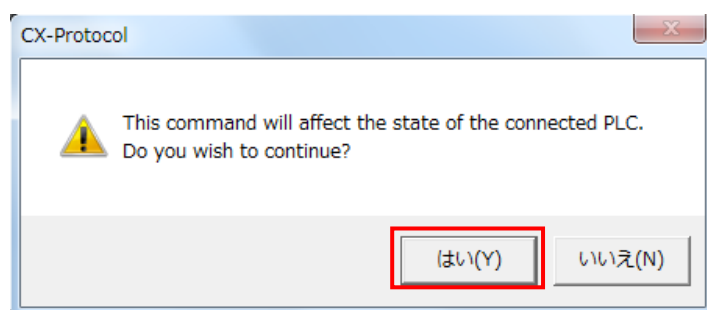 CX-Protocol
This command will affect the state of the connected PLC.
Do you wish to continue?
はい(Y)
いいえ(N)